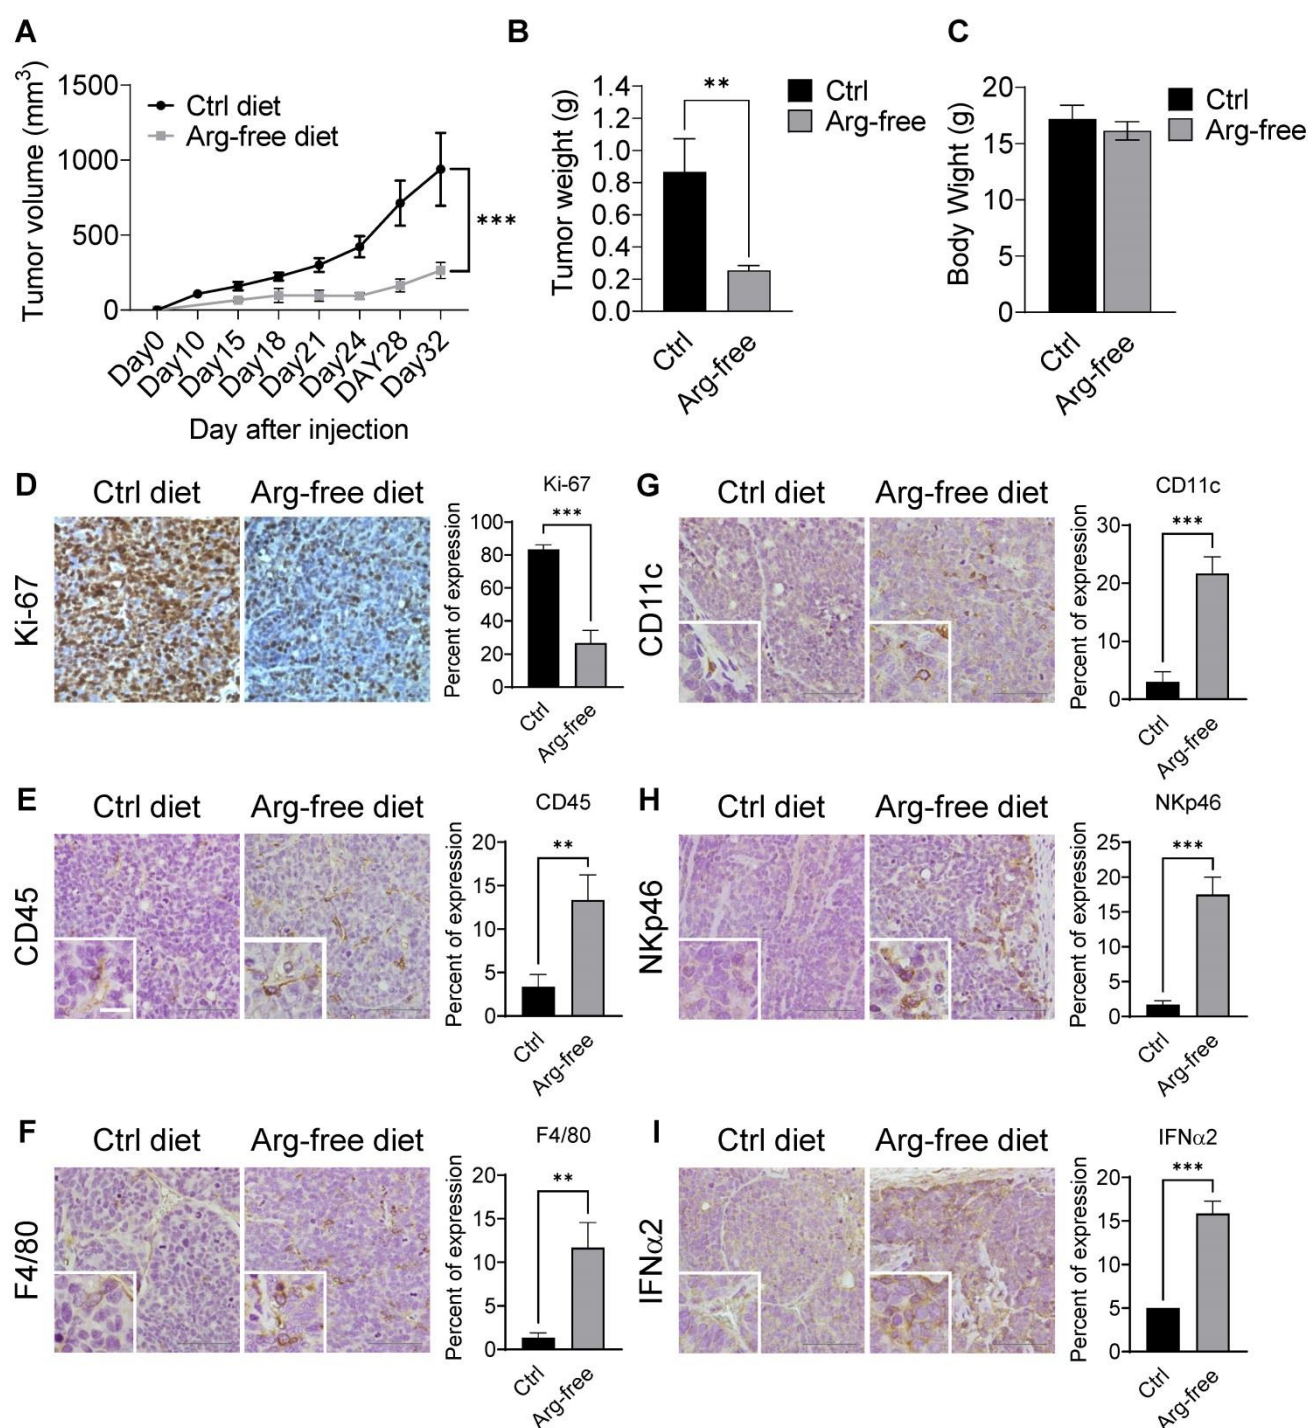 A
Tumor volume (mm³)
1500
1000
500
0
Ctrl diet
Arg-free diet
***
Day0
Day10
Day15
Day18
Day21
Day24
DAY28
Day32
Day after injection
B
Tumor weight (g)
1.4
1.2
1.0
0.8
0.6
0.4
0.2
0.0
**
Ctrl
Arg-free
Ctrl
Arg-free
C
Body Wight (g)
20
15
10
5
0
Ctrl
Arg-free
Ctrl
Arg-free
D
Ctrl diet
Arg-free diet
Ki-67
Ki-67
Percent of expression
100
80
60
40
20
0
***
Ctrl
Arg-free
G
Ctrl diet
Arg-free diet
CD11c
CD11c
Percent of expression
30
20
10
0
***
Ctrl
Arg-free
E
Ctrl diet
Arg-free diet
CD45
CD45
Percent of expression
20
15
10
5
0
**
Ctrl
Arg-free
H
Ctrl diet
Arg-free diet
NKp46
NKp46
Percent of expression
25
20
15
10
5
0
***
Ctrl
Arg-free
F
Ctrl diet
Arg-free diet
F4/80
F4/80
Percent of expression
20
15
10
5
0
**
Ctrl
Arg-free
I
Ctrl diet
Arg-free diet
IFNα2
IFNα2
Percent of expression
20
15
10
5
0
***
Ctrl
Arg-free